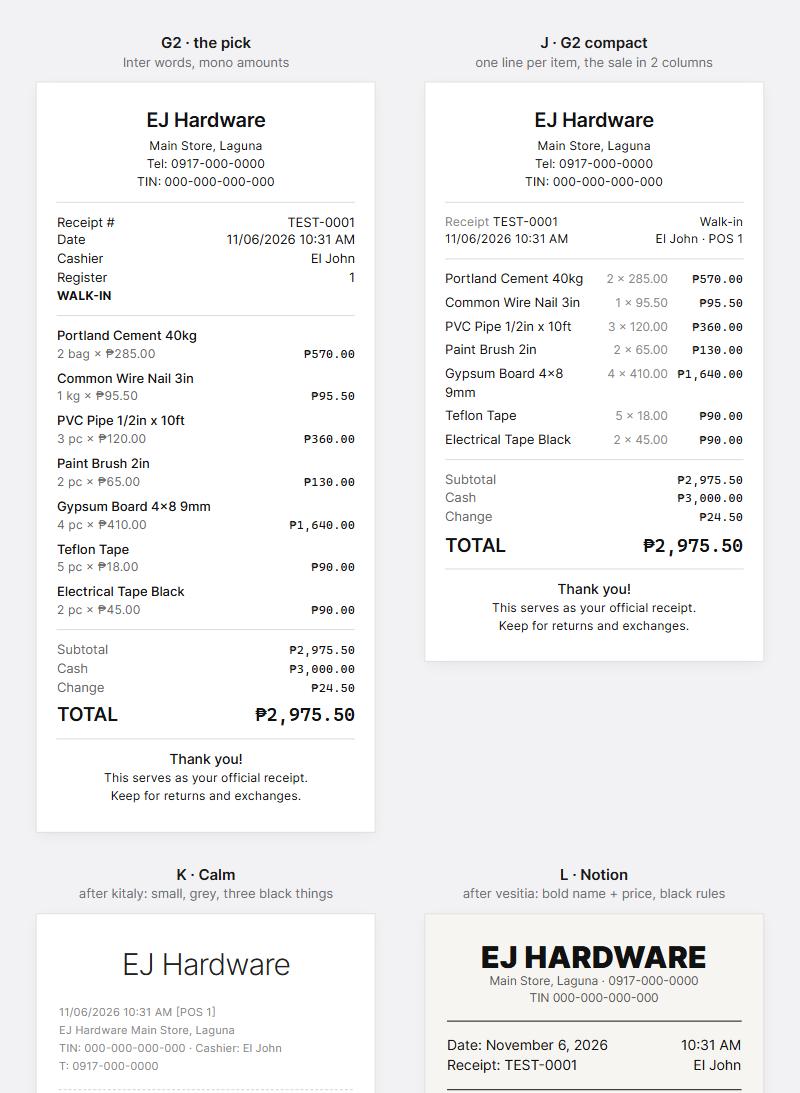 G2 · the pick
Inter words, mono amounts
EJ Hardware
Main Store, Laguna
Tel: 0917-000-0000
TIN: 000-000-000-000
Receipt # TEST-0001
Date 11/06/2026 10:31 AM
Cashier El John
Register 1
WALK-IN
Portland Cement 40kg
2 bag × ₱285.00 ₱570.00
Common Wire Nail 3in
1 kg × ₱95.50 ₱95.50
PVC Pipe 1/2in x 10ft
3 pc × ₱120.00 ₱360.00
Paint Brush 2in
2 pc × ₱65.00 ₱130.00
Gypsum Board 4×8 9mm
4 pc × ₱410.00 ₱1,640.00
Teflon Tape
5 pc × ₱18.00 ₱90.00
Electrical Tape Black
2 pc × ₱45.00 ₱90.00
Subtotal ₱2,975.50
Cash ₱3,000.00
Change ₱24.50
TOTAL ₱2,975.50
Thank you!
This serves as your official receipt.
Keep for returns and exchanges.
J · G2 compact
one line per item, the sale in 2 columns
EJ Hardware
Main Store, Laguna
Tel: 0917-000-0000
TIN: 000-000-000-000
Receipt TEST-0001 Walk-in
11/06/2026 10:31 AM El John · POS 1
Portland Cement 40kg 2 × 285.00 ₱570.00
Common Wire Nail 3in 1 × 95.50 ₱95.50
PVC Pipe 1/2in x 10ft 3 × 120.00 ₱360.00
Paint Brush 2in 2 × 65.00 ₱130.00
Gypsum Board 4×8 4 × 410.00 ₱1,640.00
9mm
Teflon Tape 5 × 18.00 ₱90.00
Electrical Tape Black 2 × 45.00 ₱90.00
Subtotal ₱2,975.50
Cash ₱3,000.00
Change ₱24.50
TOTAL ₱2,975.50
Thank you!
This serves as your official receipt.
Keep for returns and exchanges.
K · Calm
after kitaly: small, grey, three black things
EJ Hardware
11/06/2026 10:31 AM [POS 1]
EJ Hardware Main Store, Laguna
TIN: 000-000-000-000 · Cashier: El John
T: 0917-000-0000
L · Notion
after vesitia: bold name + price, black rules
EJ HARDWARE
Main Store, Laguna · 0917-000-0000
TIN 000-000-000-000
Date: November 6, 2026 10:31 AM
Receipt: TEST-0001 El John